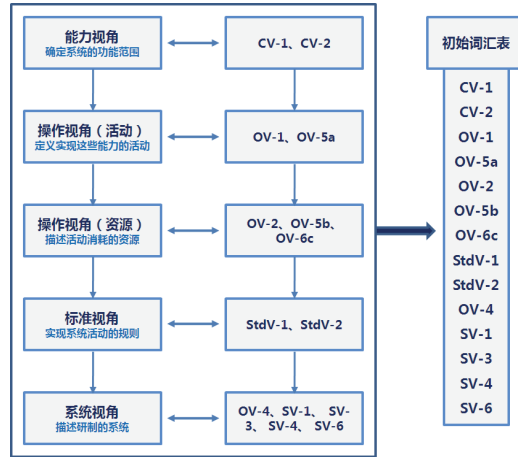 能力视角
确定系统的功能范围
CV-1、CV-2
操作视角（活动）
定义实现这些能力的活动
OV-1、OV-5a
操作视角（资源）
描述活动消耗的资源
OV-2、OV-5b、
OV-6c
标准视角
实现系统活动的规则
StdV-1、StdV-2
系统视角
描述研制的系统
OV-4、SV-1、 SV-
3、 SV-4、 SV-6
初始词汇表
CV-1
CV-2
OV-1
OV-5a
OV-2
OV-5b
OV-6c
StdV-1
StdV-2
OV-4
SV-1
SV-3
SV-4
SV-6